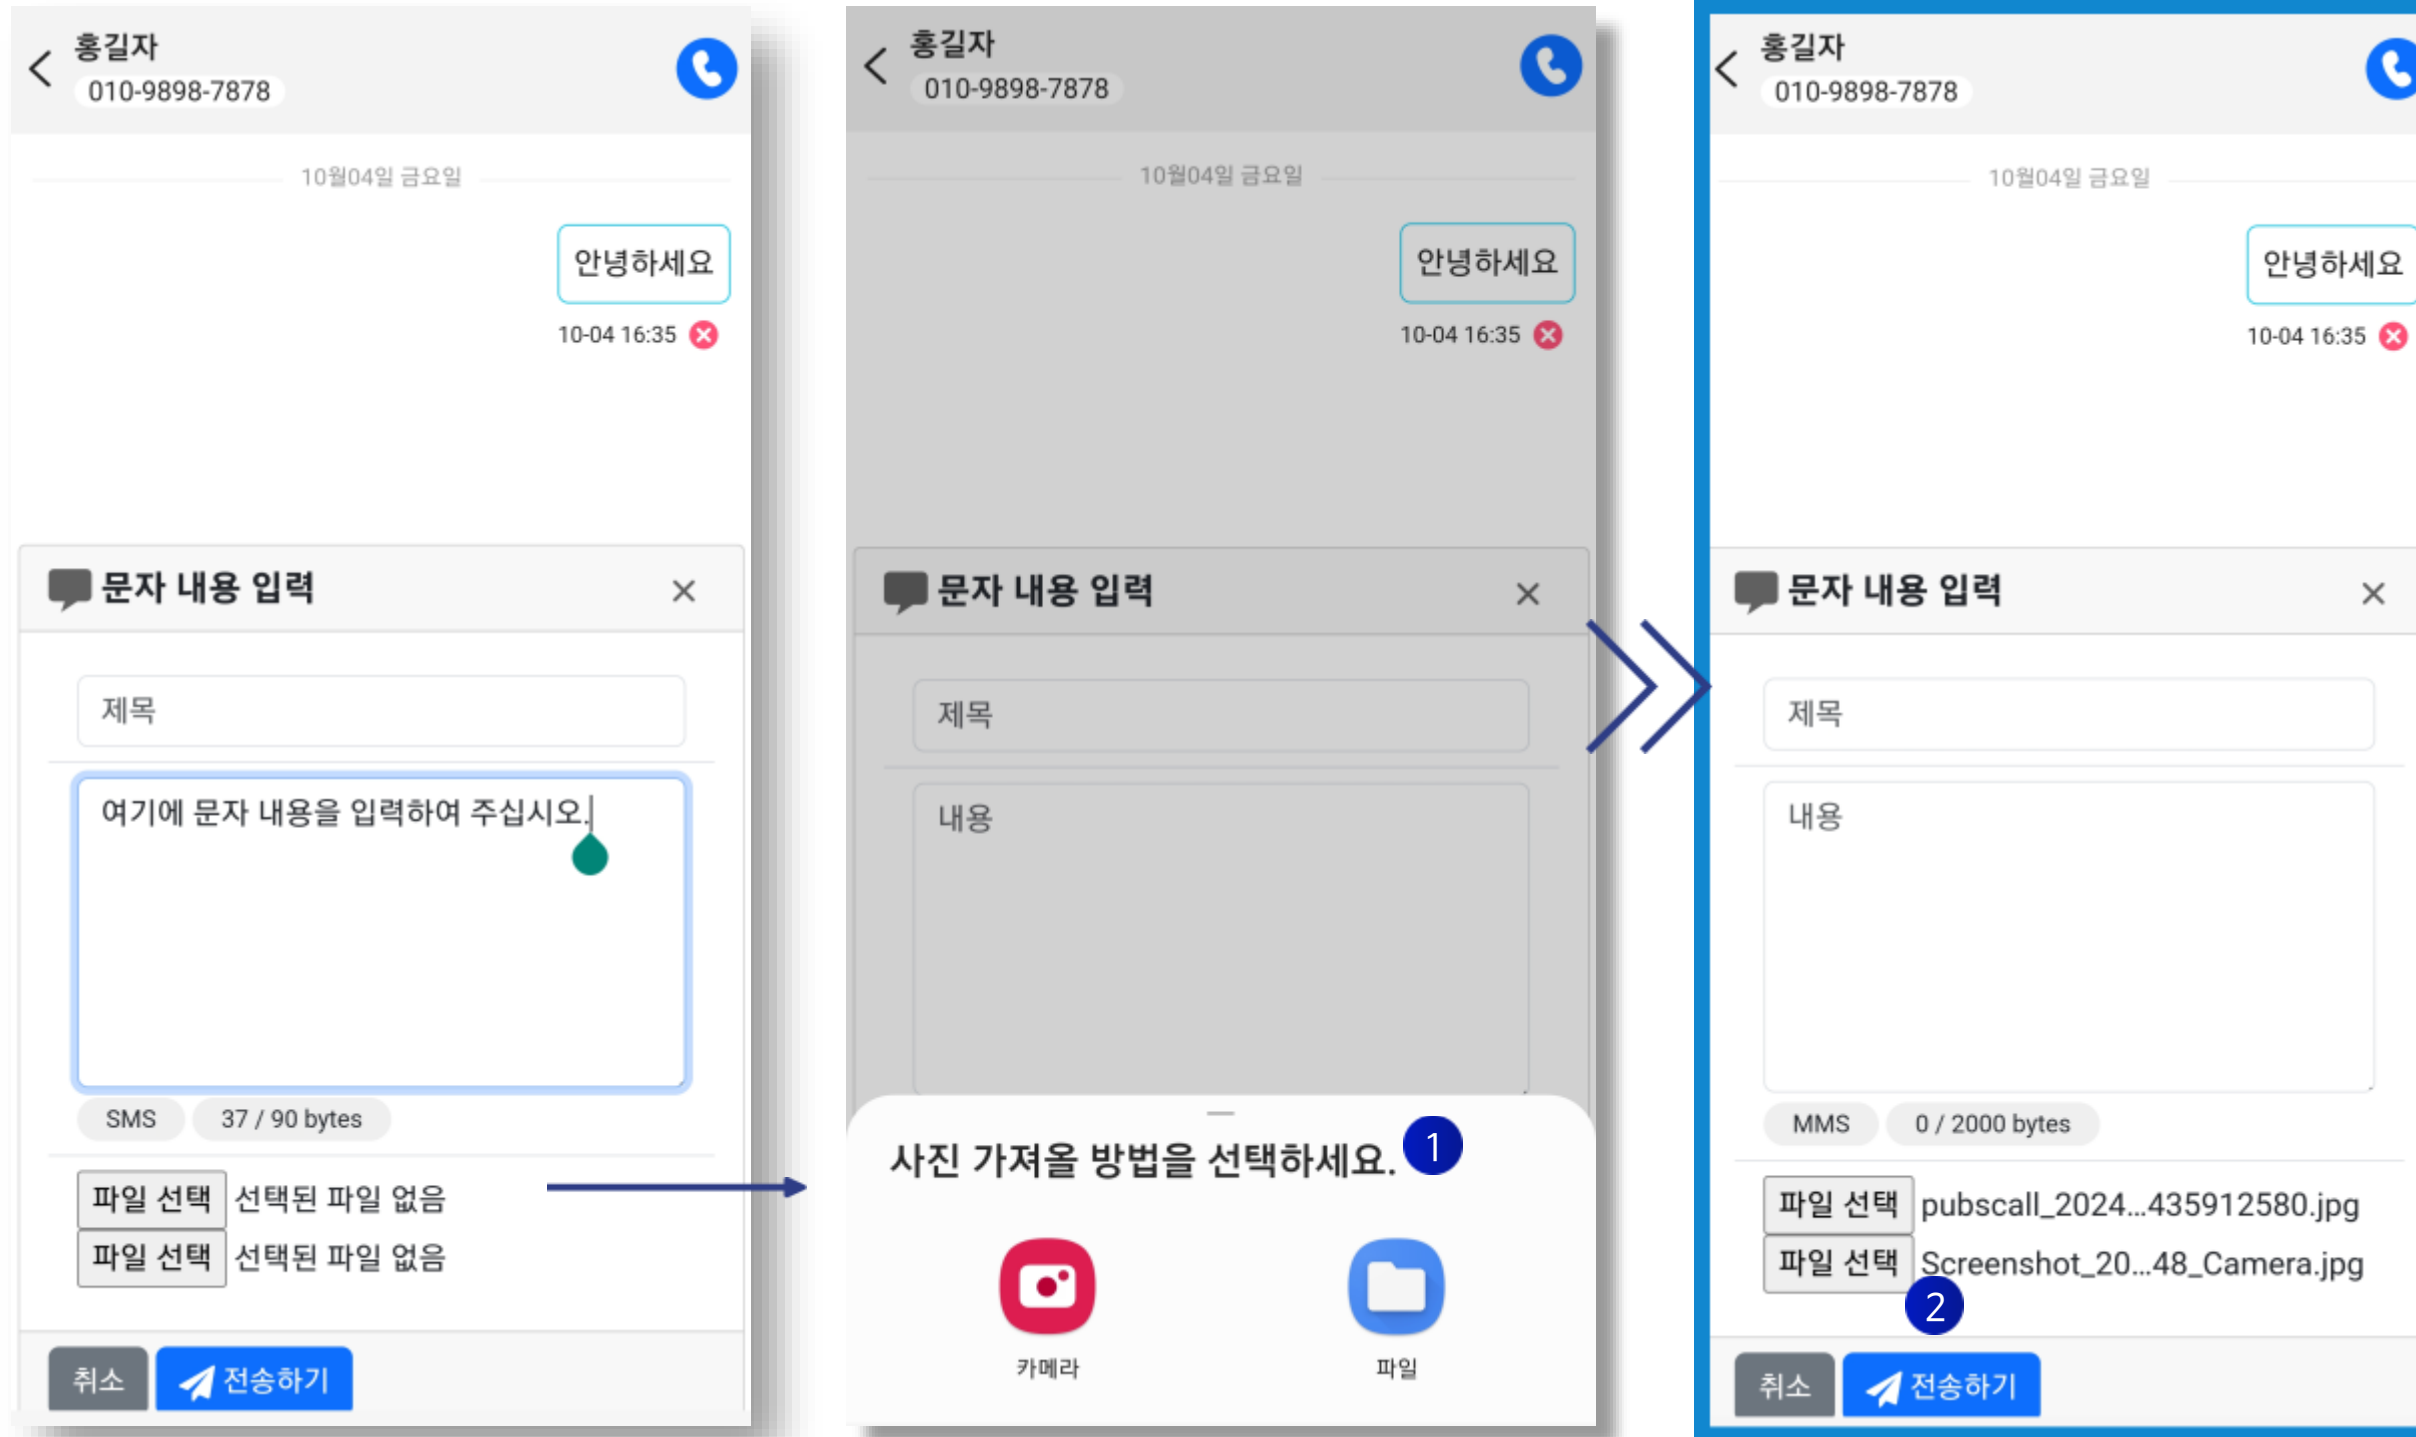 홍길자
010-9898-7878
10월04일 금요일
안녕하세요
10-04 16:35
문자 내용 입력
제목
여기에 문자 내용을 입력하여 주십시오.
SMS 37 / 90 bytes
파일 선택 선택된 파일 없음
파일 선택 선택된 파일 없음
취소 전송하기
홍길자
010-9898-7878
10월04일 금요일
안녕하세요
10-04 16:35
문자 내용 입력
제목
내용
사진 가져올 방법을 선택하세요. 1
카메라 파일
홍길자
010-9898-7878
10월04일 금요일
안녕하세요
10-04 16:35
문자 내용 입력
제목
내용
MMS 0 / 2000 bytes
파일 선택 pubscall_2024...435912580.jpg
파일 선택 Screenshot_20...48_Camera.jpg
2
취소 전송하기